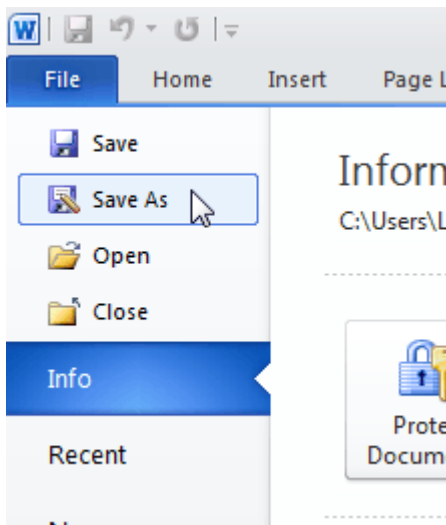 W
File Home Insert Page L
Save
Save As
Open
Close
Info
Recent
Inform
C:\Users\L
Prote
Docum